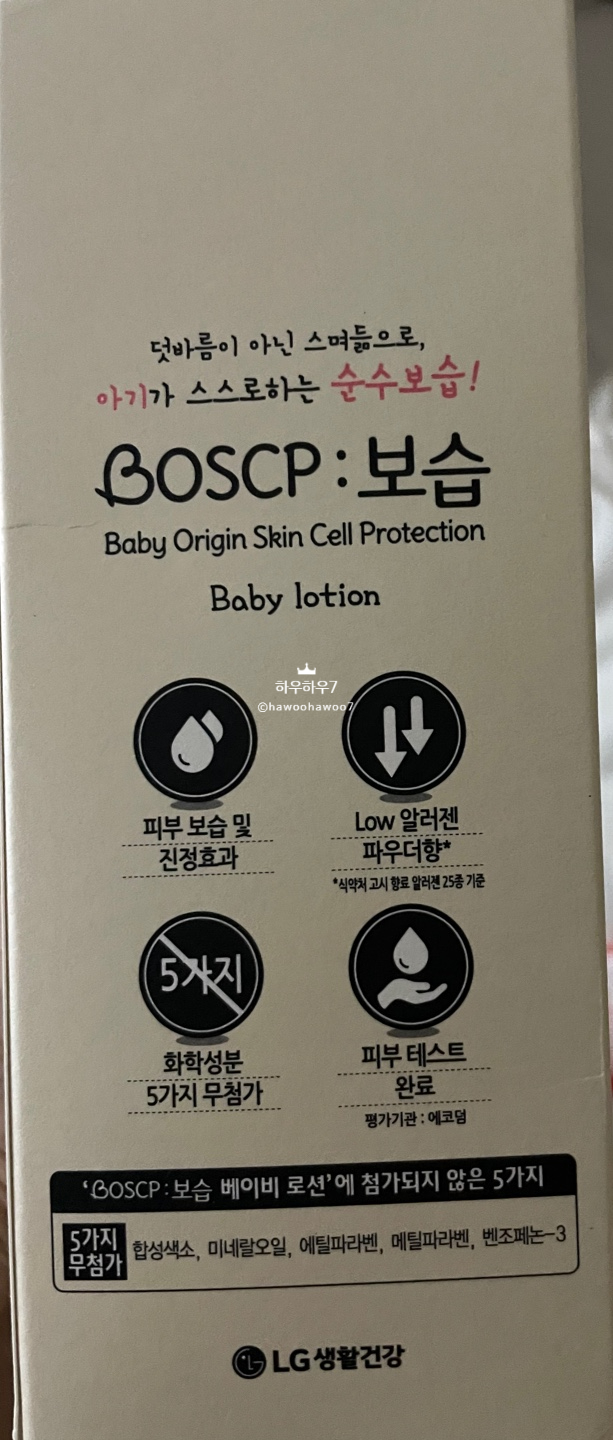 덧바름이 아닌 스며듦으로,
아기가 스스로하는 순수보습!
BOSCP : 보습
Baby Origin Skin Cell Protection
Baby lotion
하우하우7
©hawoohawoo7
피부 보습 및
진정효과
Low 알러젠
파우더향*
*식약처 고시 향료 알러젠 25종 기준
5가지
화학성분
5가지 무첨가
피부 테스트
완료
평가기관 : 에코덤
‘BOSCP : 보습 베이비 로션’에 첨가되지 않은 5가지
5가지
무첨가
합성색소, 미네랄오일, 에틸파라벤, 메틸파라벤, 벤조페논-3
LG생활건강